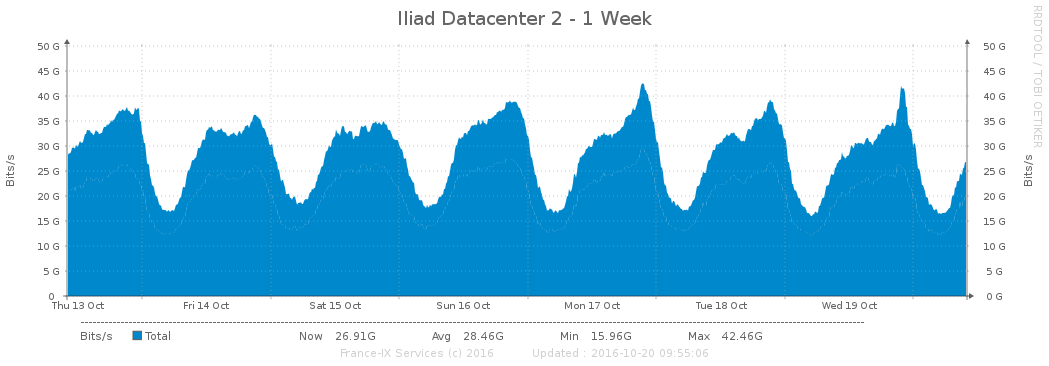 Iliad Datacenter 2 - 1 Week
RRDTOOL / TOBI OETIKER
Bits/s
50 G
45 G
40 G
35 G
30 G
25 G
20 G
15 G
10 G
5 G
0
50 G
45 G
40 G
35 G
30 G
25 G
20 G
15 G
10 G
5 G
0 G
Bits/s
Thu 13 Oct Fri 14 Oct Sat 15 Oct Sun 16 Oct Mon 17 Oct Tue 18 Oct Wed 19 Oct
Bits/s Total Now 26.91G Avg 28.46G Min 15.96G Max 42.46G
France-IX Services (c) 2016 Updated : 2016-10-20 09:55:06